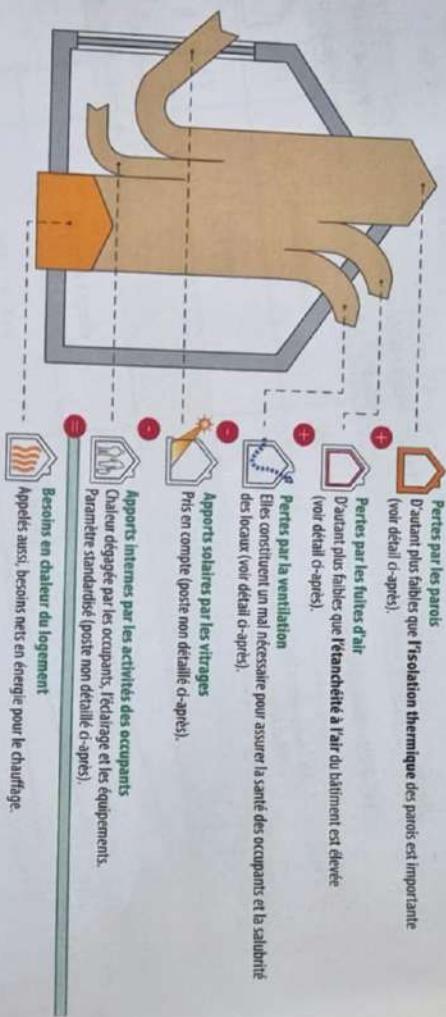 Pertes par les parois
D'autant plus faibles que l'isolation thermique des parois est importante
(voir détail ci-après).
+
Pertes par les fuites d'air
D'autant plus faibles que l'étanchéité à l'air du bâtiment est élevée
(voir détail ci-après).
+
Pertes par la ventilation
Elles constituent un mal nécessaire pour assurer la santé des occupants et la salubrité
des locaux (voir détail ci-après).
-
Apports solaires par les vitrages
Pris en compte (poste non détaillé ci-après).
-
Apports internes par les activités des occupants
Chaleur dégagée par les occupants, l'éclairage et les équipements.
Paramètre standardisé (poste non détaillé ci-après).
=
Besoins en chaleur du logement
Appelés aussi, besoins nets en énergie pour le chauffage.